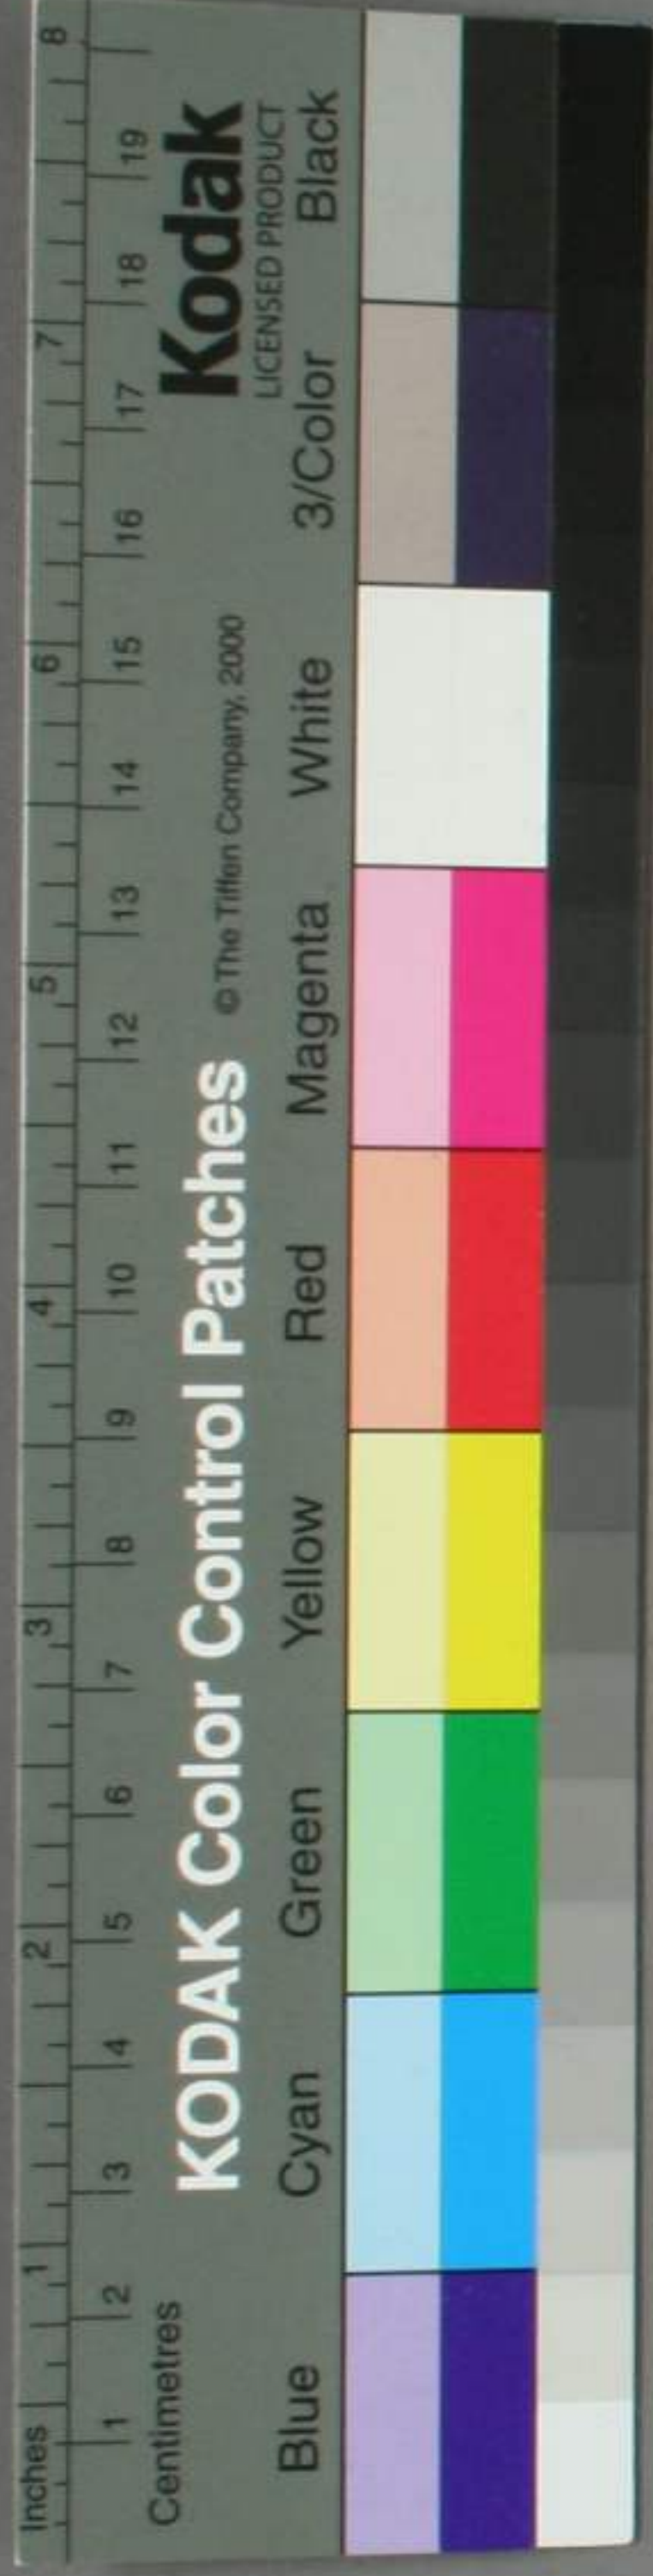 Inches 1 2 3 4 5 6 7 8
1 2 3 4 5 6 7 8 9 10 11 12 13 14 15 16 17 18 19
Centimetres
KODAK Color Control Patches © The Tiffen Company, 2000 Kodak
LICENSED PRODUCT
Blue Cyan Green Yellow Red Magenta White 3/Color Black